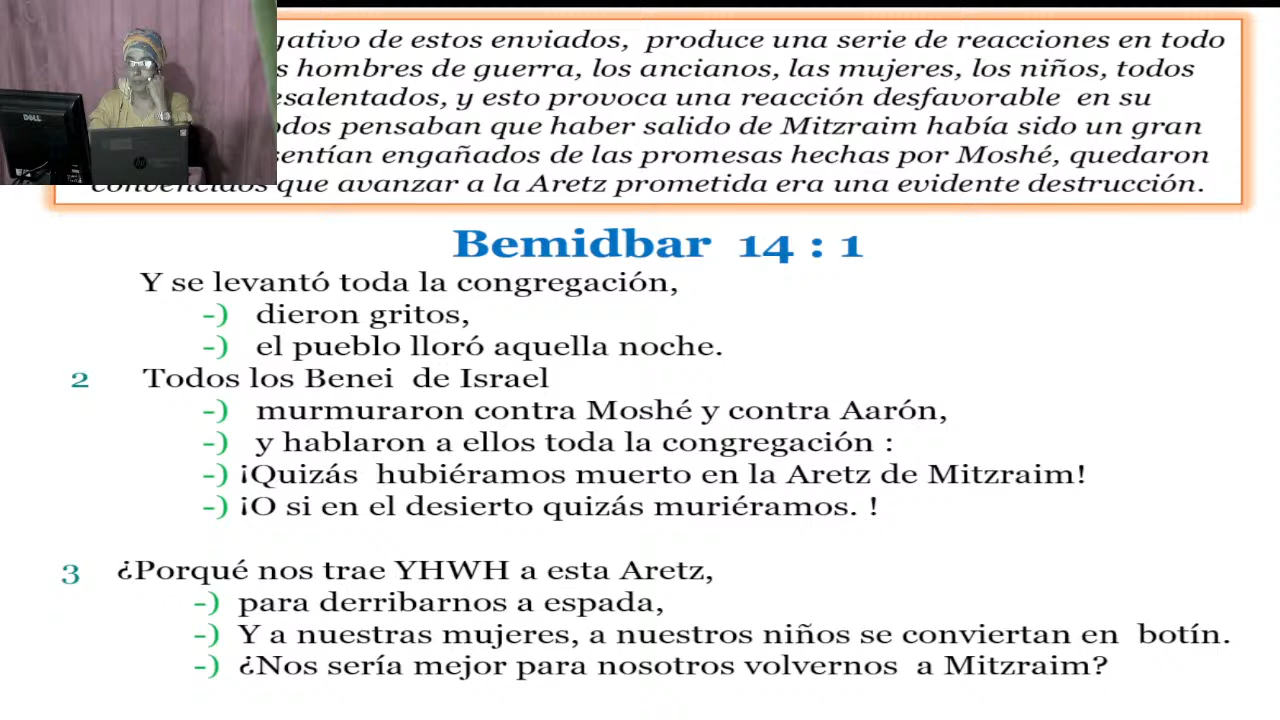 gativo de estos enviados, produce una serie de reacciones en todo
s hombres de guerra, los ancianos, las mujeres, los niños, todos
esalentados, y esto provoca una reacción desfavorable en su
odos pensaban que haber salido de Mitzraim había sido un gran
sentían engañados de las promesas hechas por Moshé, quedaron
convencidos que avanzar a la Aretz prometida era una evidente destrucción.
Bemidbar 14 : 1
Y se levantó toda la congregación,
-) dieron gritos,
-) el pueblo lloró aquella noche.
2 Todos los Benei de Israel
-) murmuraron contra Moshé y contra Aarón,
-) y hablaron a ellos toda la congregación :
-) ¡Quizás hubiéramos muerto en la Aretz de Mitzraim!
-) ¡O si en el desierto quizás muriéramos. !
3 ¿Porqué nos trae YHWH a esta Aretz,
-) para derribarnos a espada,
-) Y a nuestras mujeres, a nuestros niños se conviertan en botín.
-) ¿Nos sería mejor para nosotros volvernos a Mitzraim?
DELL